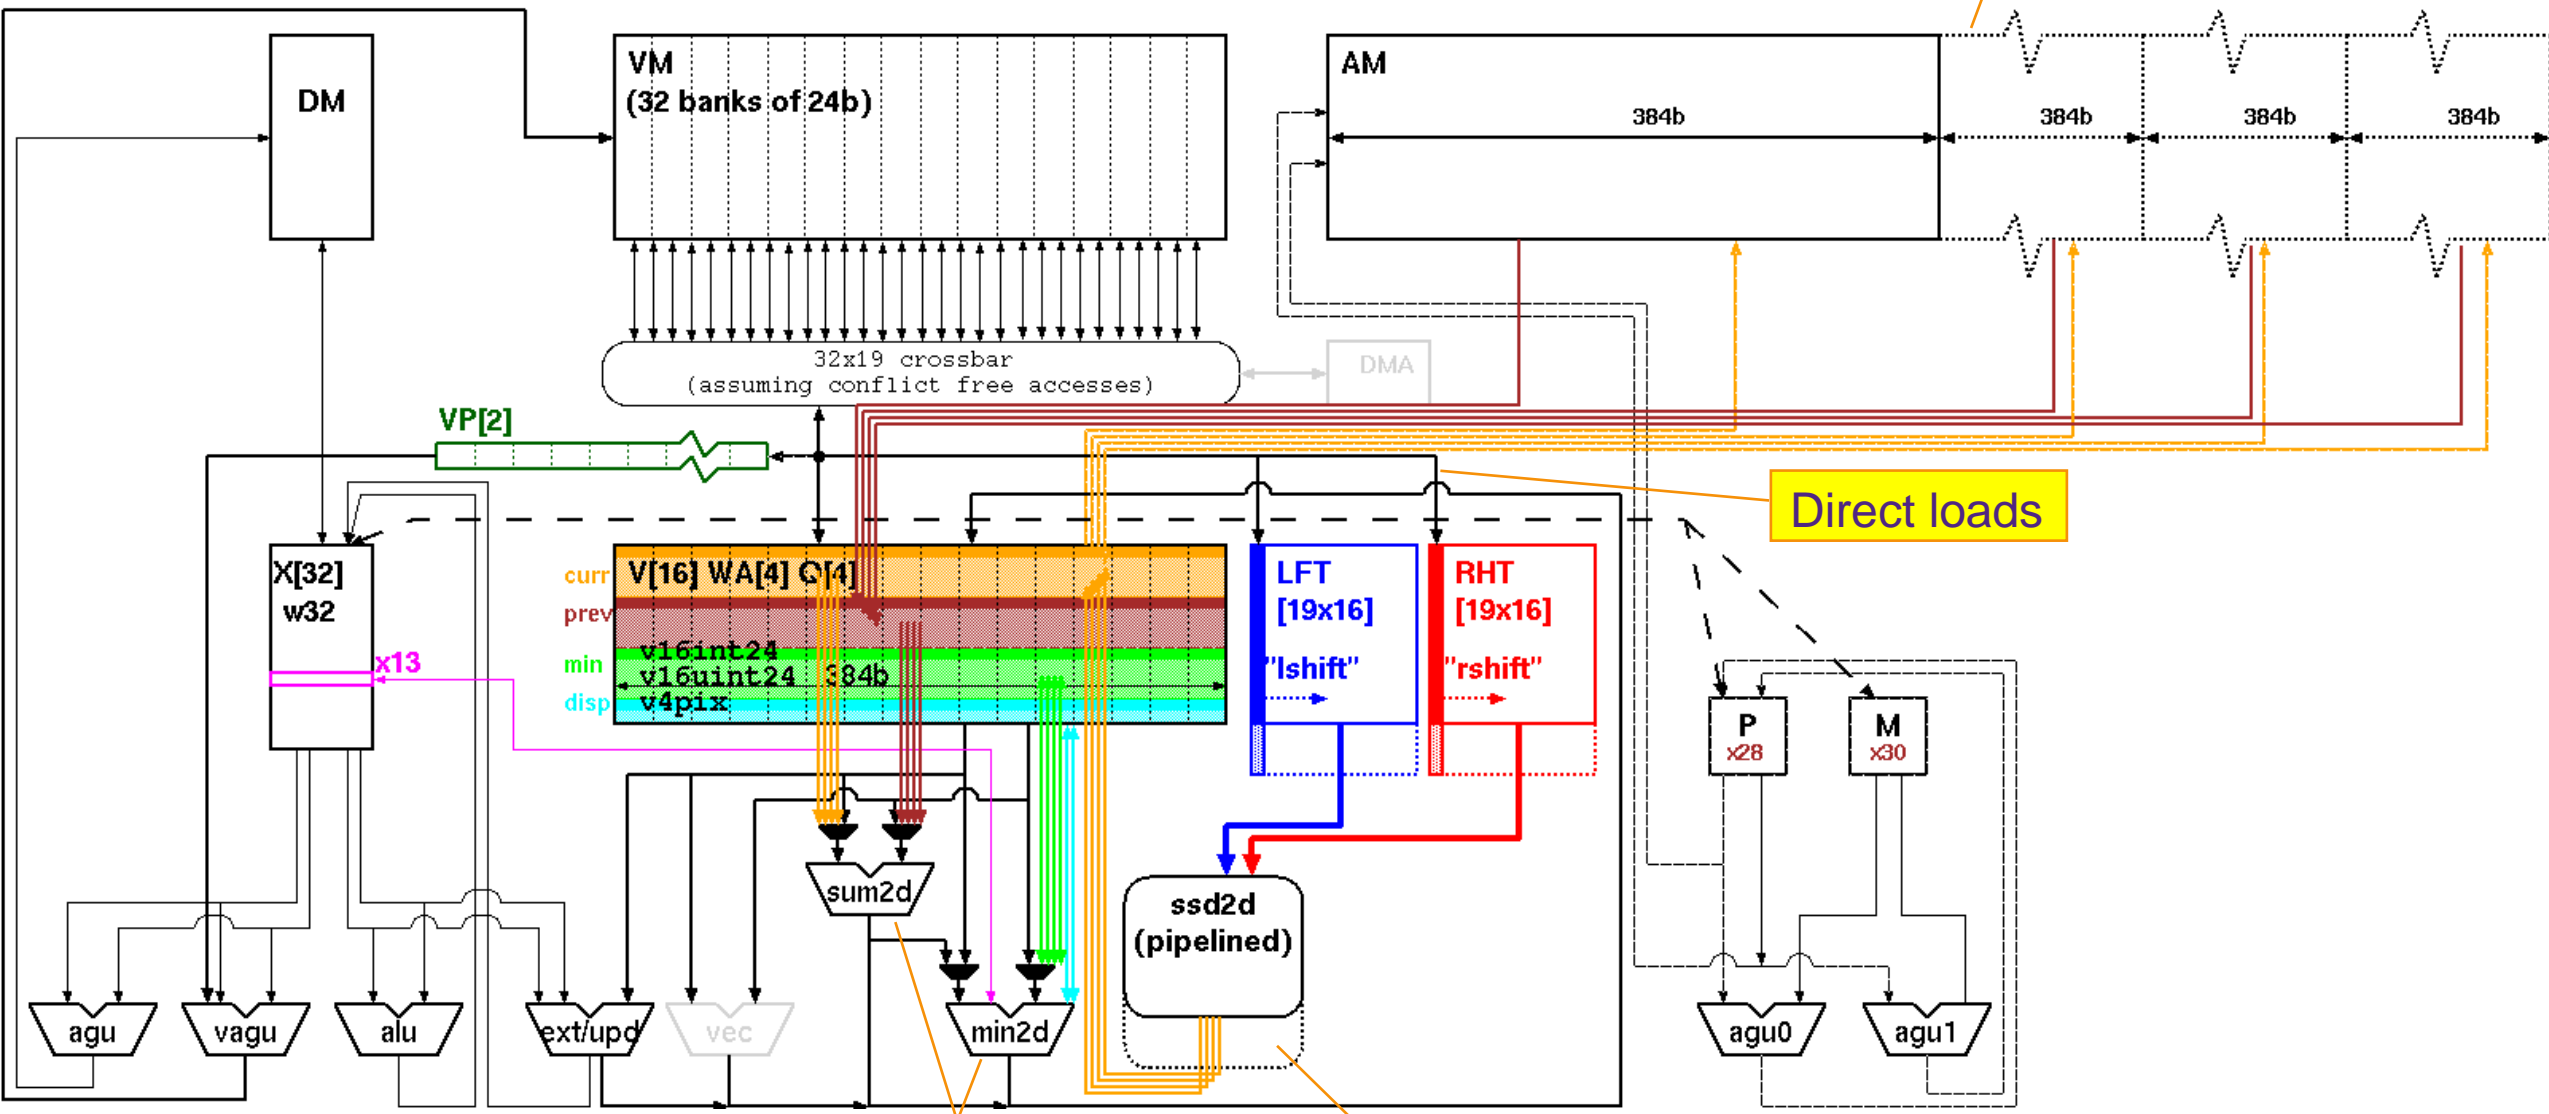 DM
VM
(32 banks of 24b)
AM
384b
384b
384b
384b
32x19 crossbar
(assuming conflict free accesses)
DMA
VP[2]
Direct loads
X[32]
w32
x13
curr
prev
min
disp
V[16] WA[4] Q[4]
v16int24
v16uint24 384b
v4pix
LFT
[19x16]
"lshift"
RHT
[19x16]
"rshift"
P
x28
M
x30
sum2d
ssd2d
(pipelined)
agu
vagu
alu
ext/upd
vec
min2d
agu0
agu1